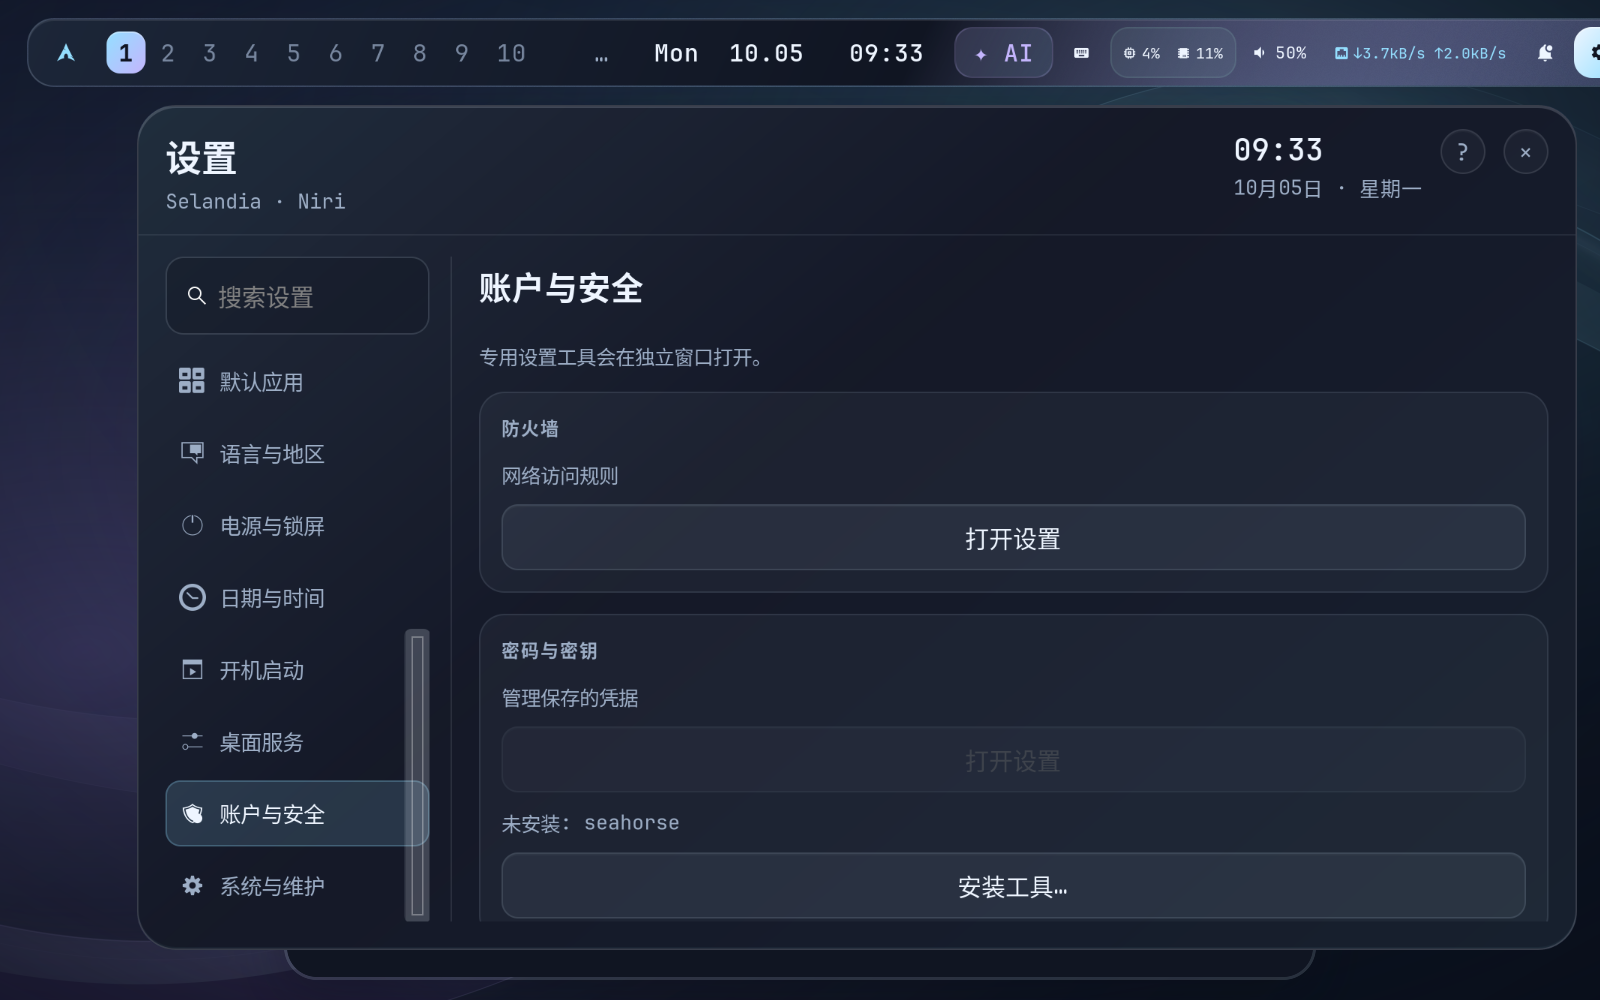 1 2 3 4 5 6 7 8 9 10 … Mon 10.05 09:33 ✦ AI 4% 11% 50% ↓3.7kB/s ↑2.0kB/s
设置
Selandia · Niri
09:33
10月05日 · 星期一
? ×
搜索设置
默认应用
语言与地区
电源与锁屏
日期与时间
开机启动
桌面服务
账户与安全
系统与维护
账户与安全
专用设置工具会在独立窗口打开。
防火墙
网络访问规则
打开设置
密码与密钥
管理保存的凭据
打开设置
未安装: seahorse
安装工具…